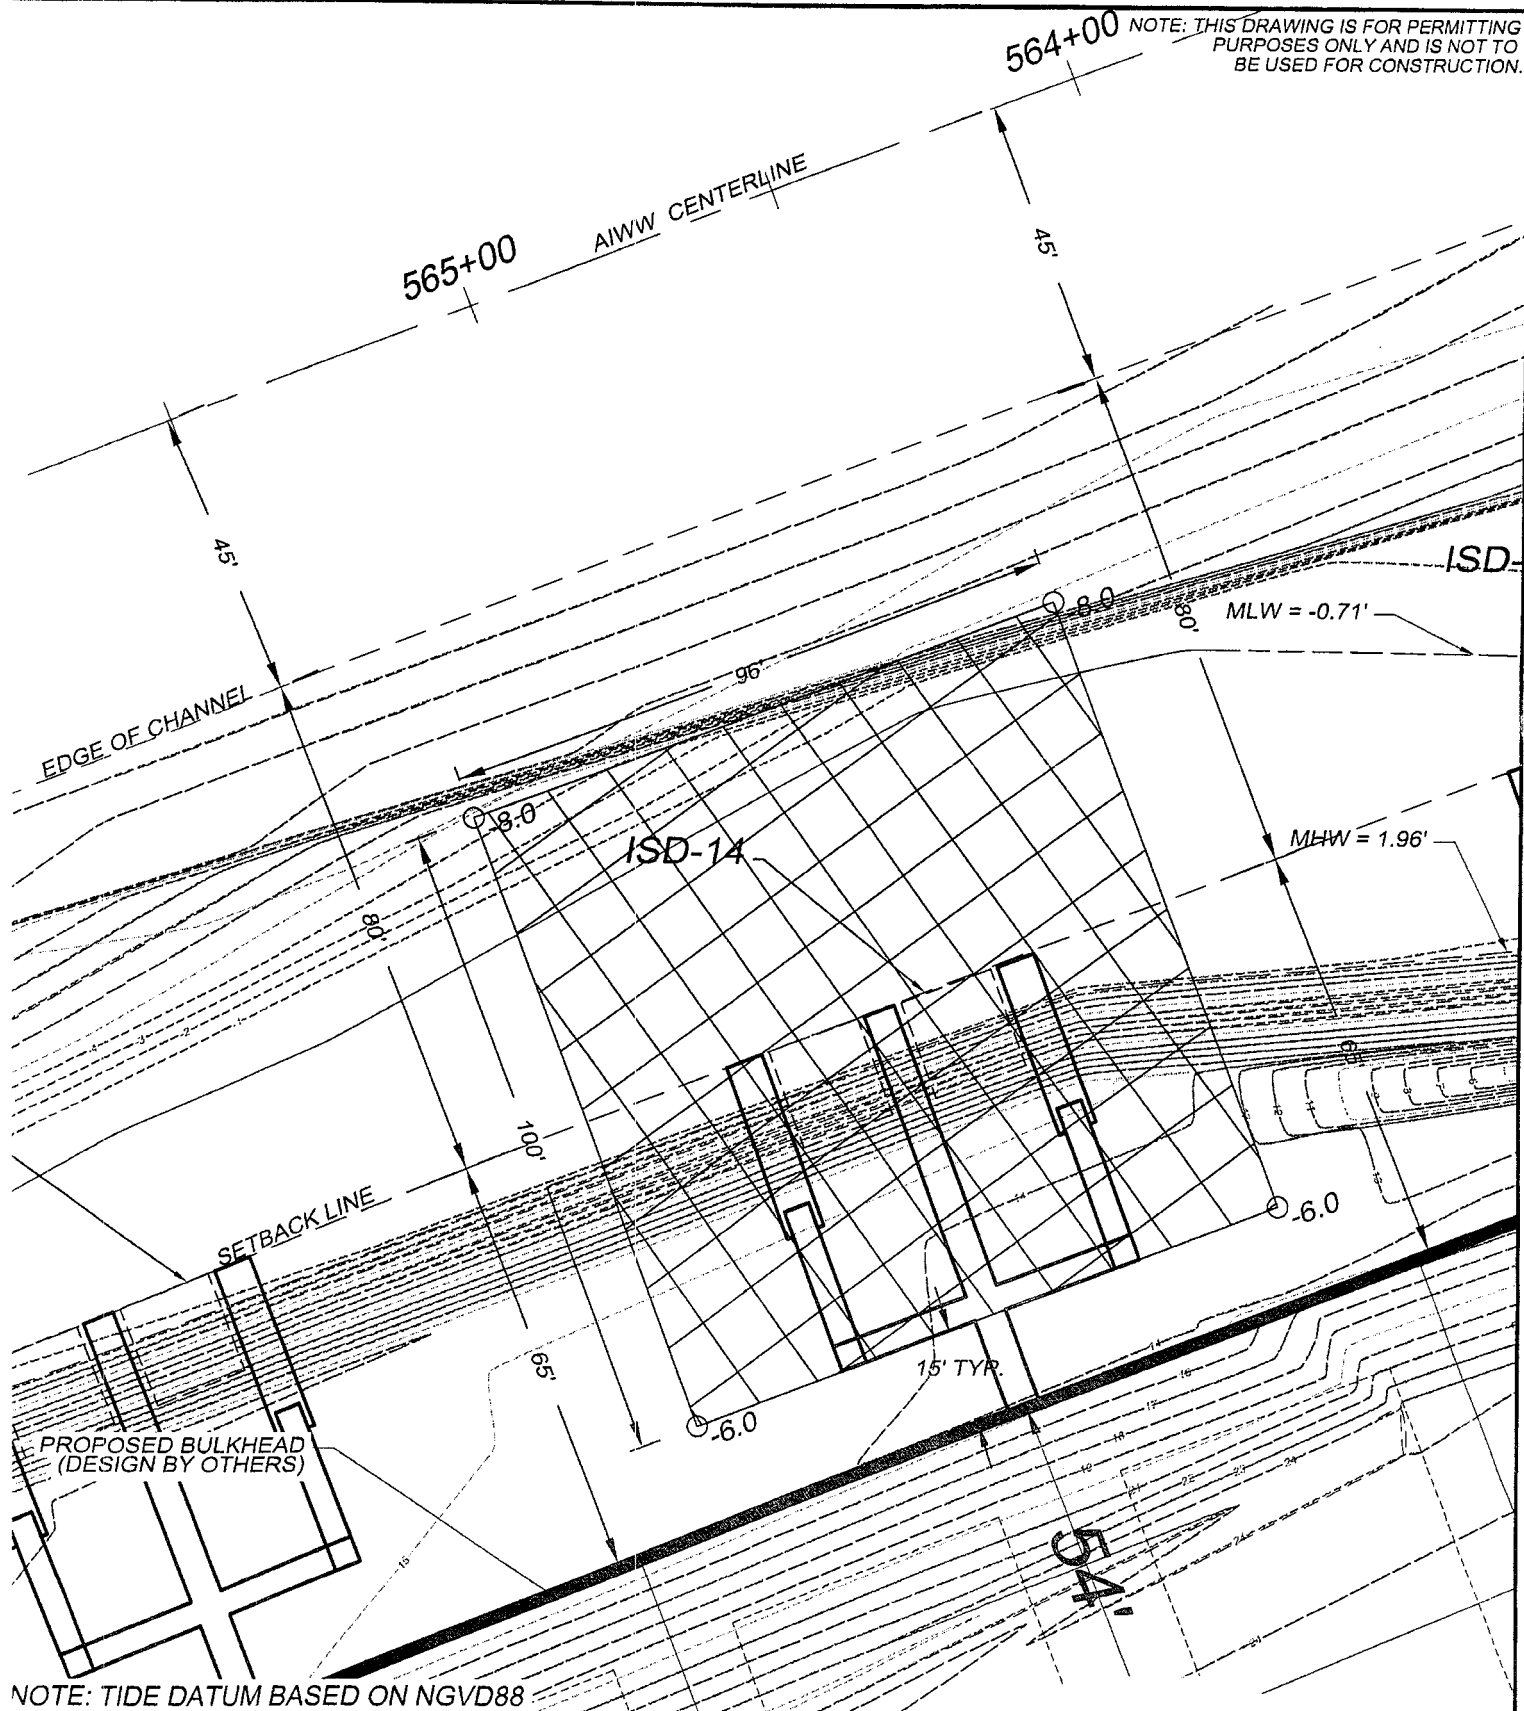 NOTE: THIS DRAWING IS FOR PERMITTING
PURPOSES ONLY AND IS NOT TO
BE USED FOR CONSTRUCTION.
564+00
AIWW CENTERLINE
565+00
45'
45'
ISD-
-8.0
80'
MLW = -0.71'
96'
EDGE OF CHANNEL
-8.0
ISD-14
MHW = 1.96'
80'
65'
100'
SETBACK LINE
-6.0
65'
15' TYP.
-6.0
PROPOSED BULKHEAD
(DESIGN BY OTHERS)
54'
NOTE: TIDE DATUM BASED ON NGVD88